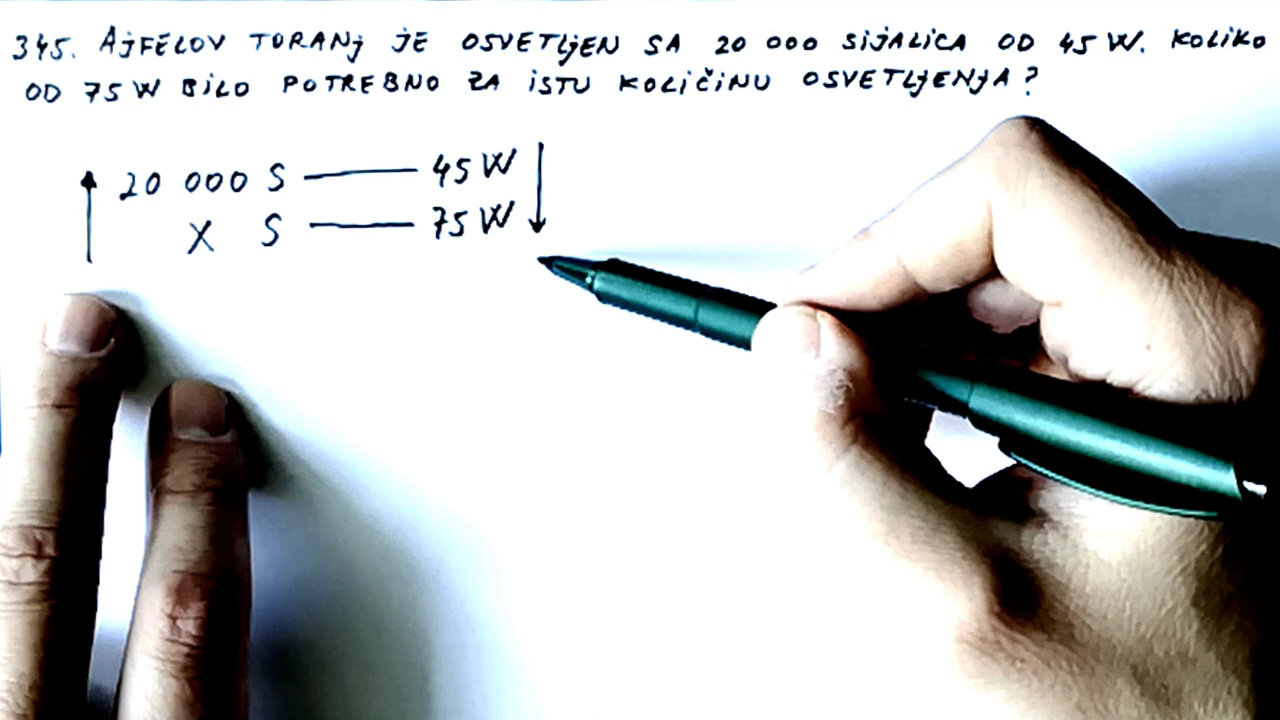 345. AjFELOV TORANj jE OSVETLjEN SA 20 000 SijALiCA OD 45 W. KOLiKO
OD 75 W BiLO POTREBNO ZA iSTU KOLiČiNU OSVETLjENjA?
20 000 S — 45 W
X S — 75 W